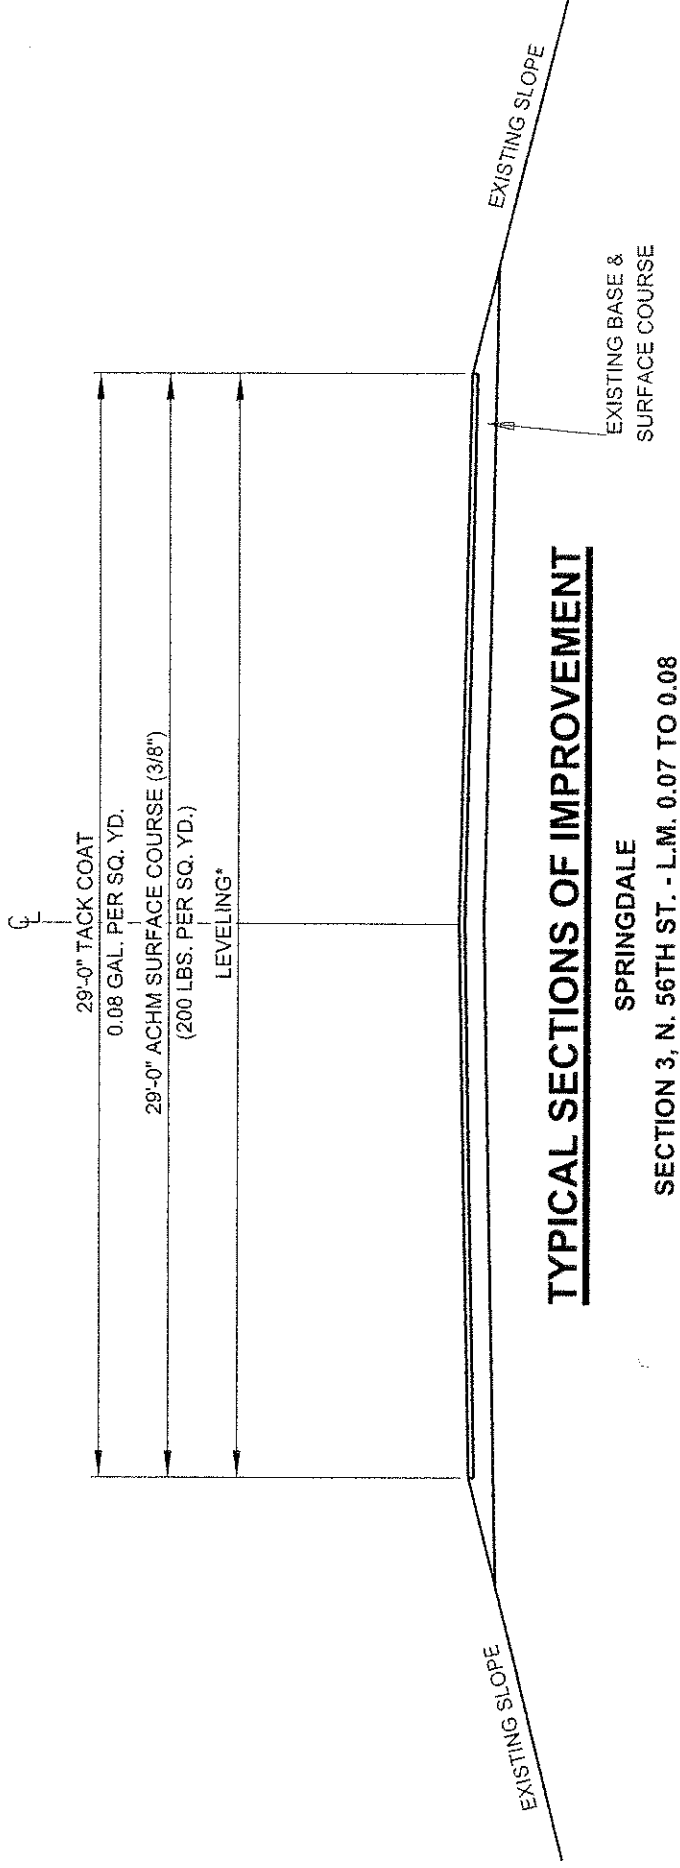 ℄
29'-0" TACK COAT
0.08 GAL. PER SQ. YD.
29'-0" ACHM SURFACE COURSE (3/8")
(200 LBS. PER SQ. YD.)
LEVELING*
EXISTING SLOPE
EXISTING SLOPE
EXISTING BASE &
SURFACE COURSE
TYPICAL SECTIONS OF IMPROVEMENT
SPRINGDALE
SECTION 3, N. 56TH ST. - L.M. 0.07 TO 0.08